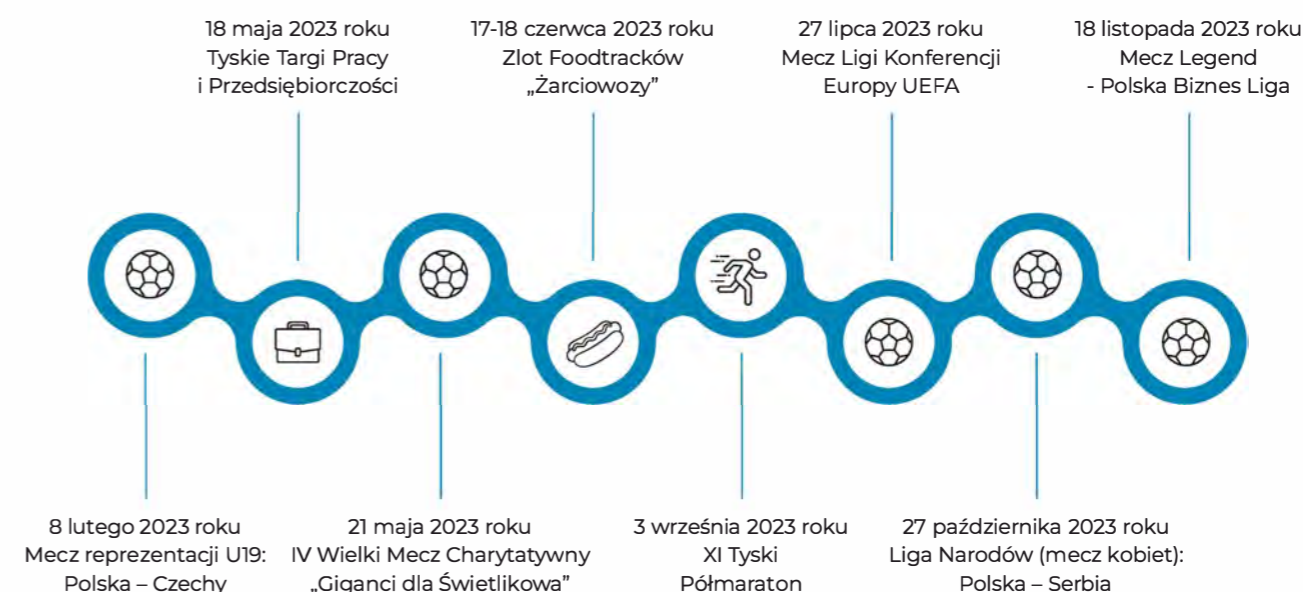 18 maja 2023 roku
Tyskie Targi Pracy
i Przedsiębiorczości
17-18 czerwca 2023 roku
Zlot Foodtracków
„Żarciowozy”
27 lipca 2023 roku
Mecz Ligi Konferencji
Europy UEFA
18 listopada 2023 roku
Mecz Legend
- Polska Biznes Liga
8 lutego 2023 roku
Mecz reprezentacji U19:
Polska – Czechy
21 maja 2023 roku
IV Wielki Mecz Charytatywny
„Giganci dla Świetlikowa”
3 września 2023 roku
XI Tyski
Półmaraton
27 października 2023 roku
Liga Narodów (mecz kobiet):
Polska – Serbia